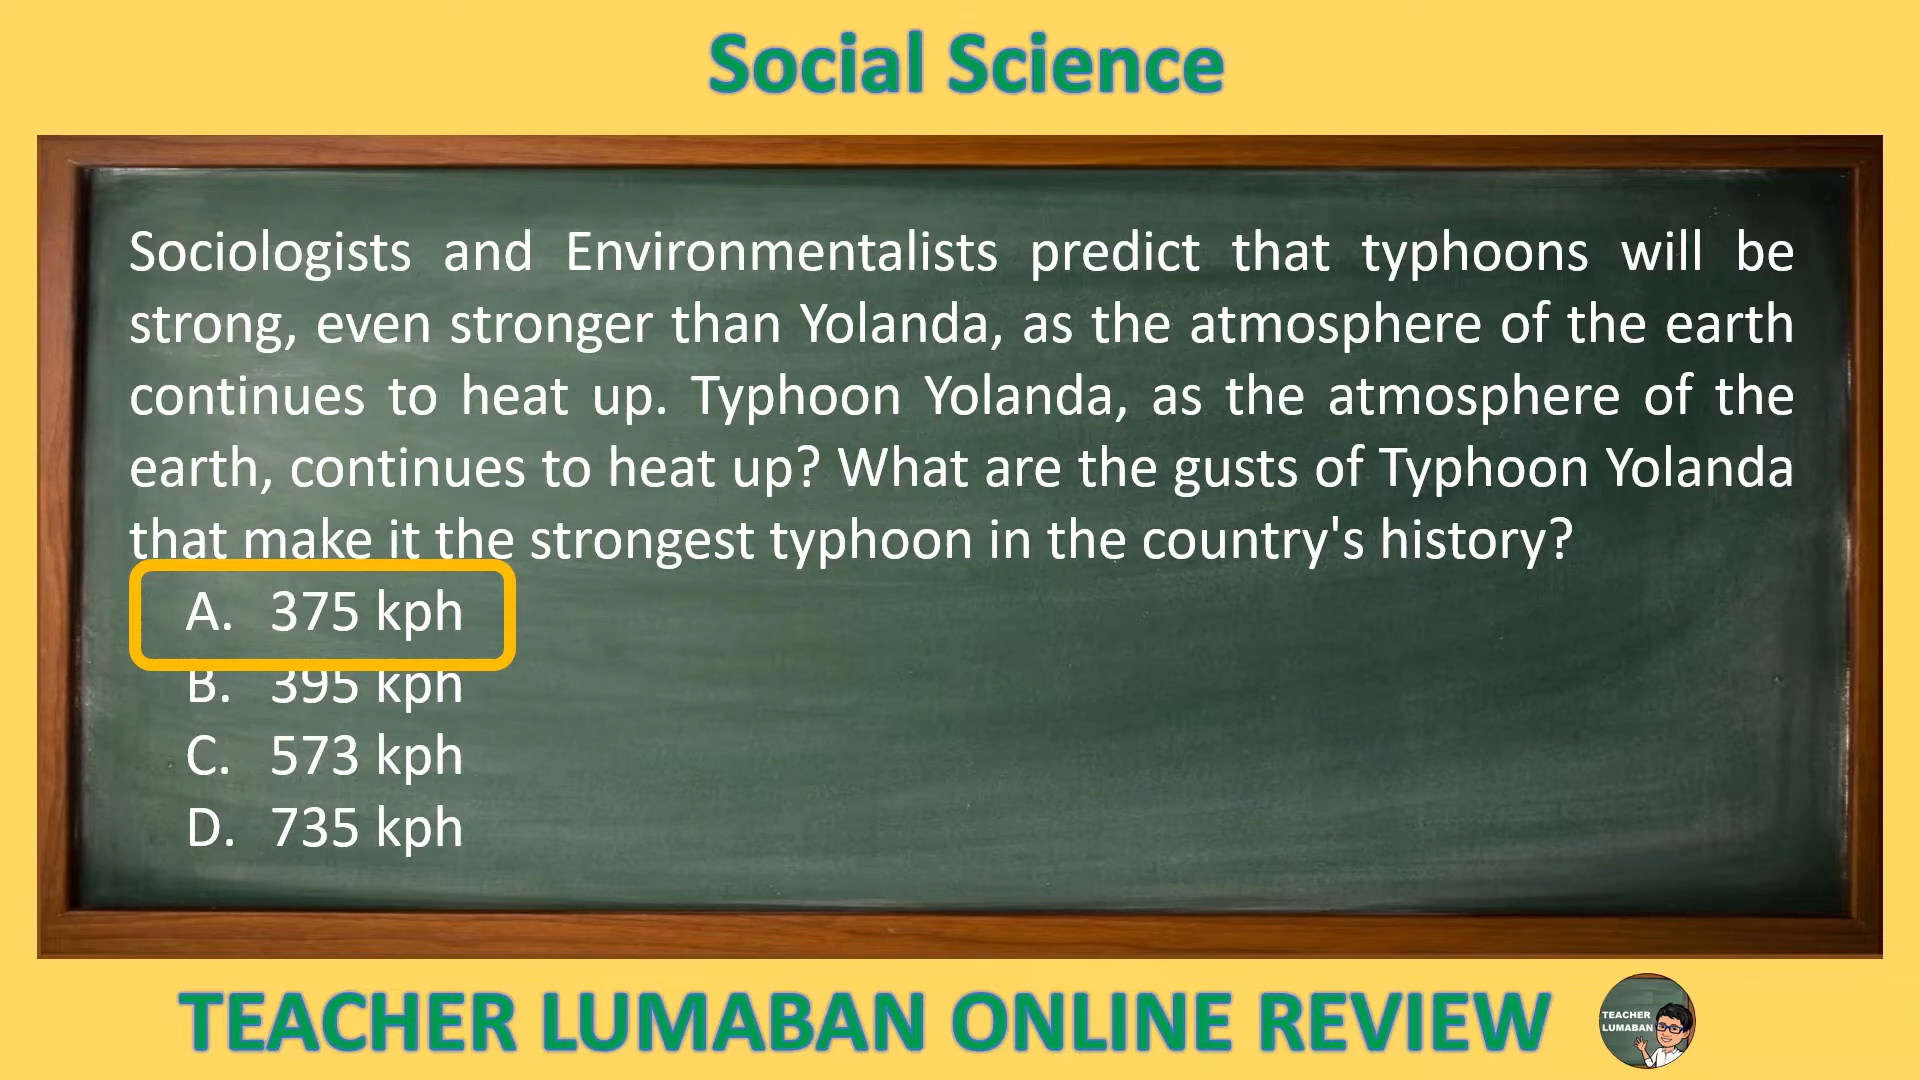 Social Science
Sociologists and Environmentalists predict that typhoons will be
strong, even stronger than Yolanda, as the atmosphere of the earth
continues to heat up. Typhoon Yolanda, as the atmosphere of the
earth, continues to heat up? What are the gusts of Typhoon Yolanda
that make it the strongest typhoon in the country's history?
A. 375 kph
B. 395 kph
C. 573 kph
D. 735 kph
TEACHER LUMABAN ONLINE REVIEW
TEACHER
LUMABAN